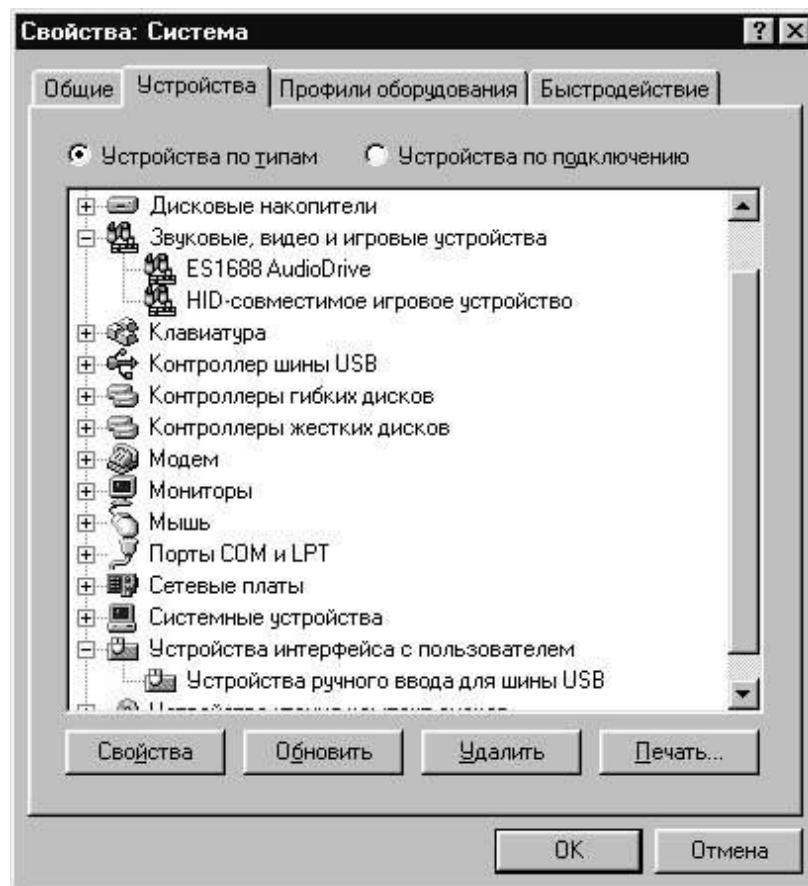 Свойства: Система
Общие Устройства Профили оборудования Быстродействие
Устройства по типам Устройства по подключению
Дисковые накопители
Звуковые, видео и игровые устройства
ES1688 AudioDrive
HID-совместимое игровое устройство
Клавиатура
Контроллер шины USB
Контроллеры гибких дисков
Контроллеры жестких дисков
Модем
Мониторы
Мышь
Порты COM и LPT
Сетевые платы
Системные устройства
Устройства интерфейса с пользователем
Устройства ручного ввода для шины USB
Свойства Обновить Удалить Печать...
OK Отмена